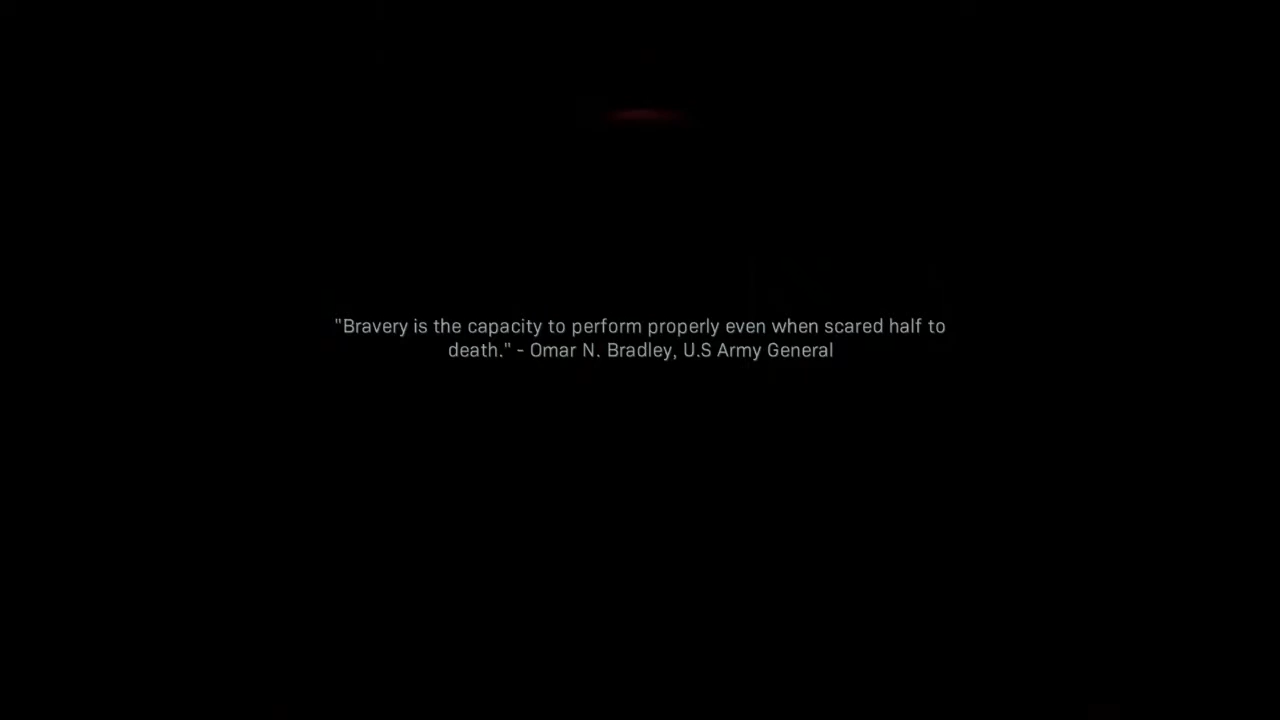 "Bravery is the capacity to perform properly even when scared half to
death." - Omar N. Bradley, U.S Army General